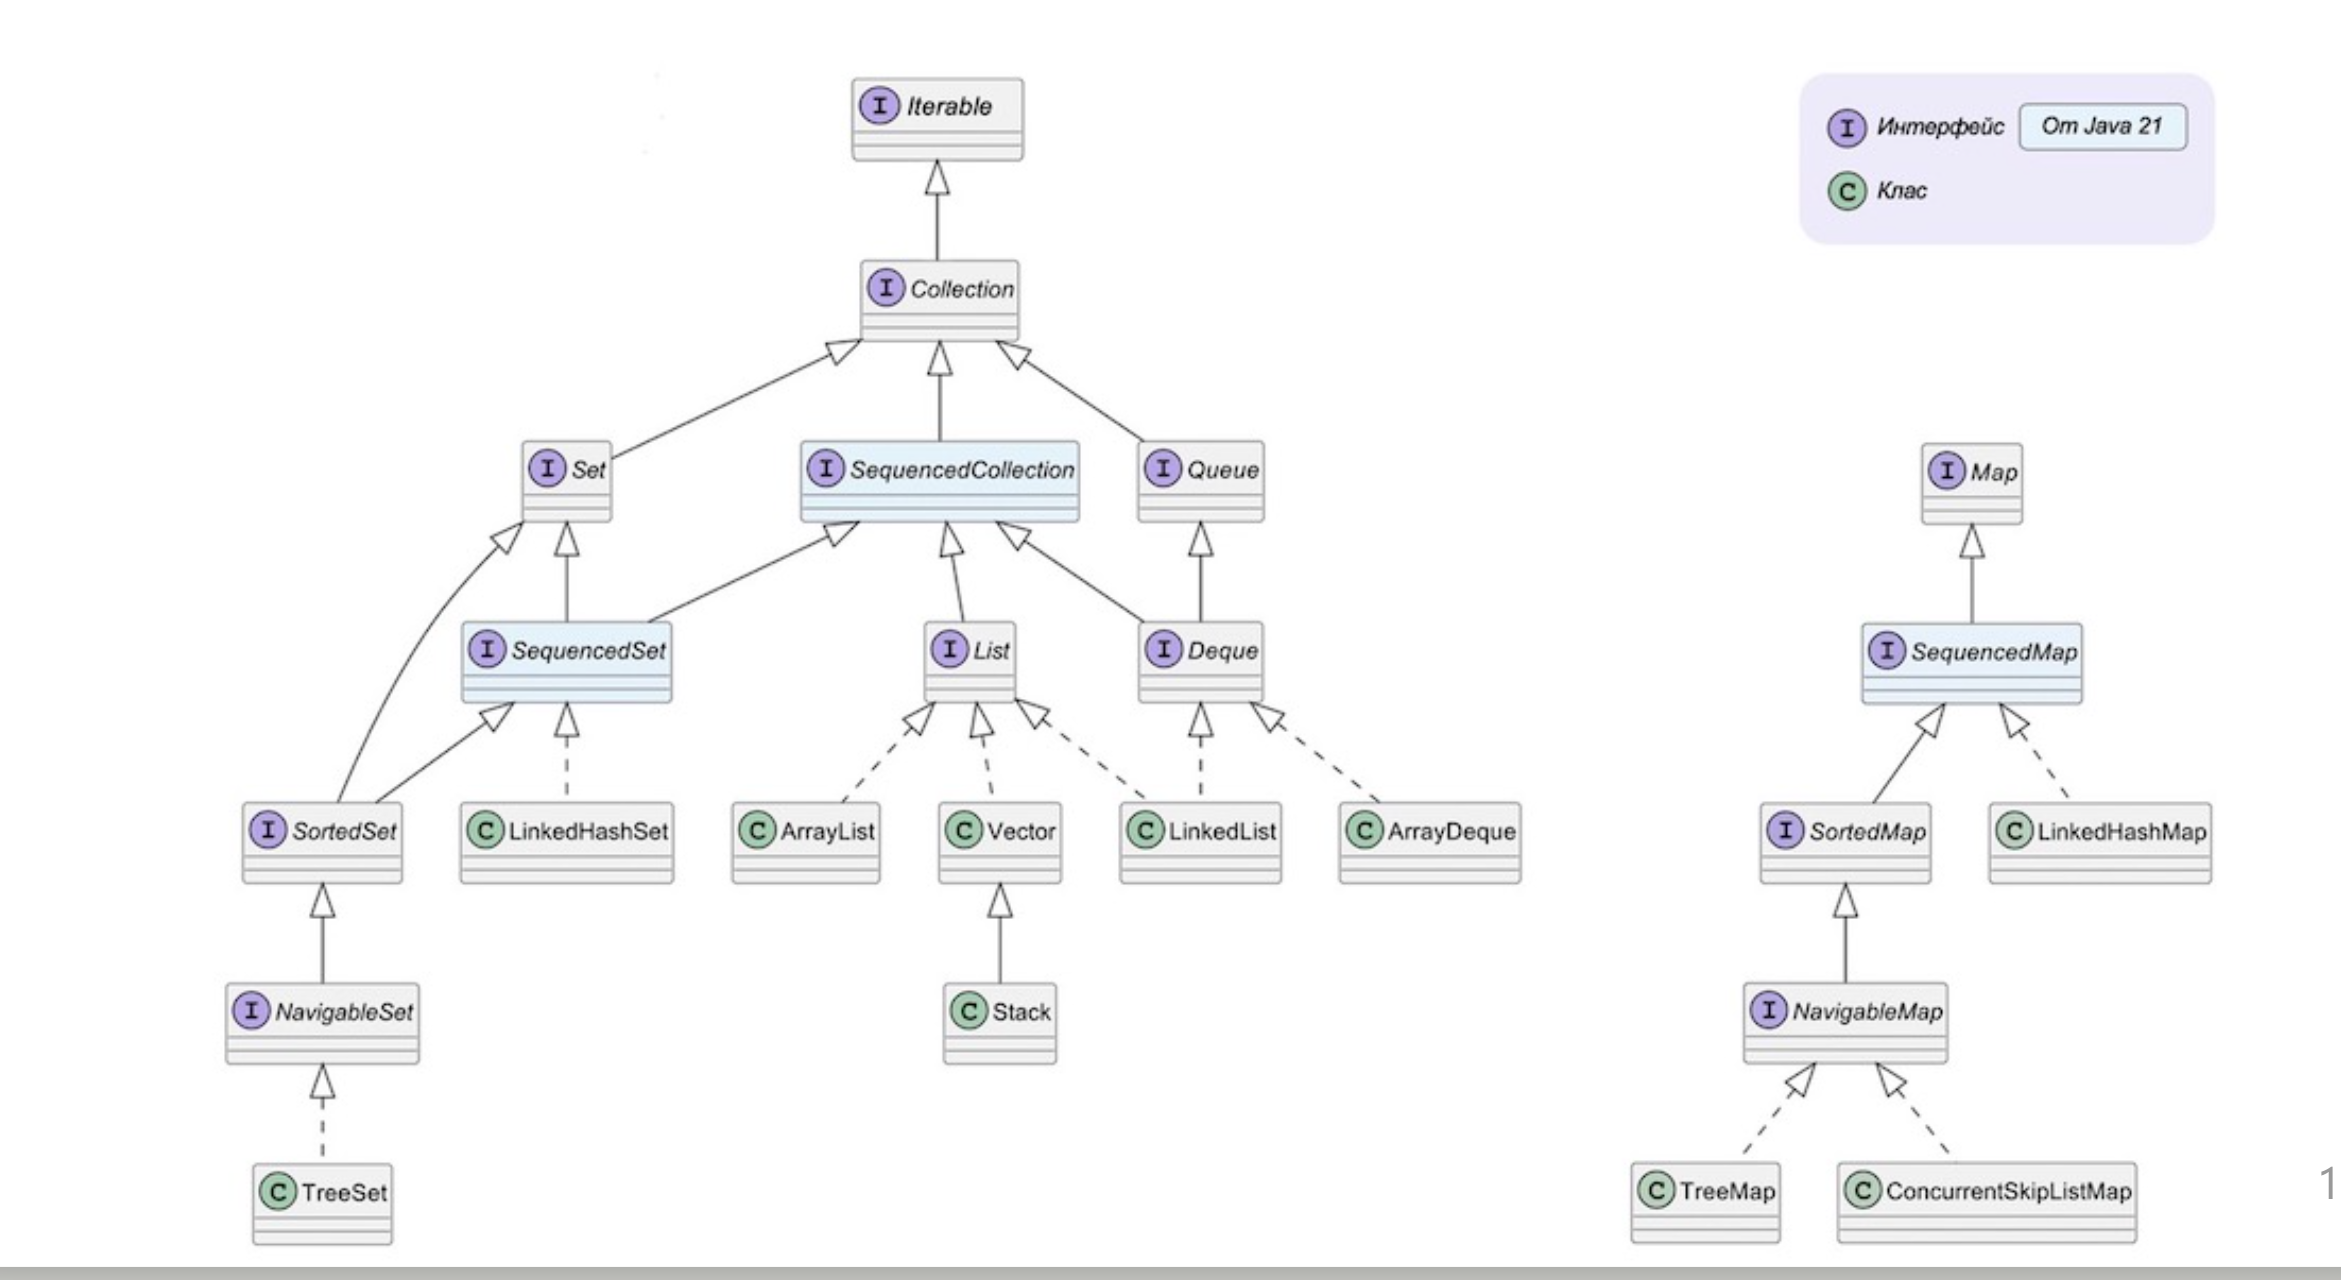 I Iterable
I Интерфейс От Java 21
C Клас
I Collection
I Set
I SequencedCollection
I Queue
I Map
I SequencedSet
I List
I Deque
I SequencedMap
I SortedSet
C LinkedHashSet
C ArrayList
C Vector
C LinkedList
C ArrayDeque
I SortedMap
C LinkedHashMap
I NavigableSet
C Stack
I NavigableMap
C TreeSet
C TreeMap
C ConcurrentSkipListMap
1